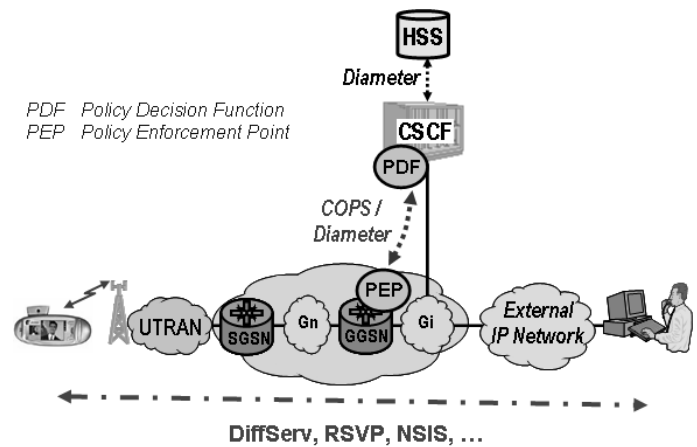 HSS
Diameter
PDF Policy Decision Function
PEP Policy Enforcement Point
CSCF
PDF
COPS /
Diameter
PEP
UTRAN
SGSN
Gn
GGSN
Gi
External
IP Network
DiffServ, RSVP, NSIS, ...